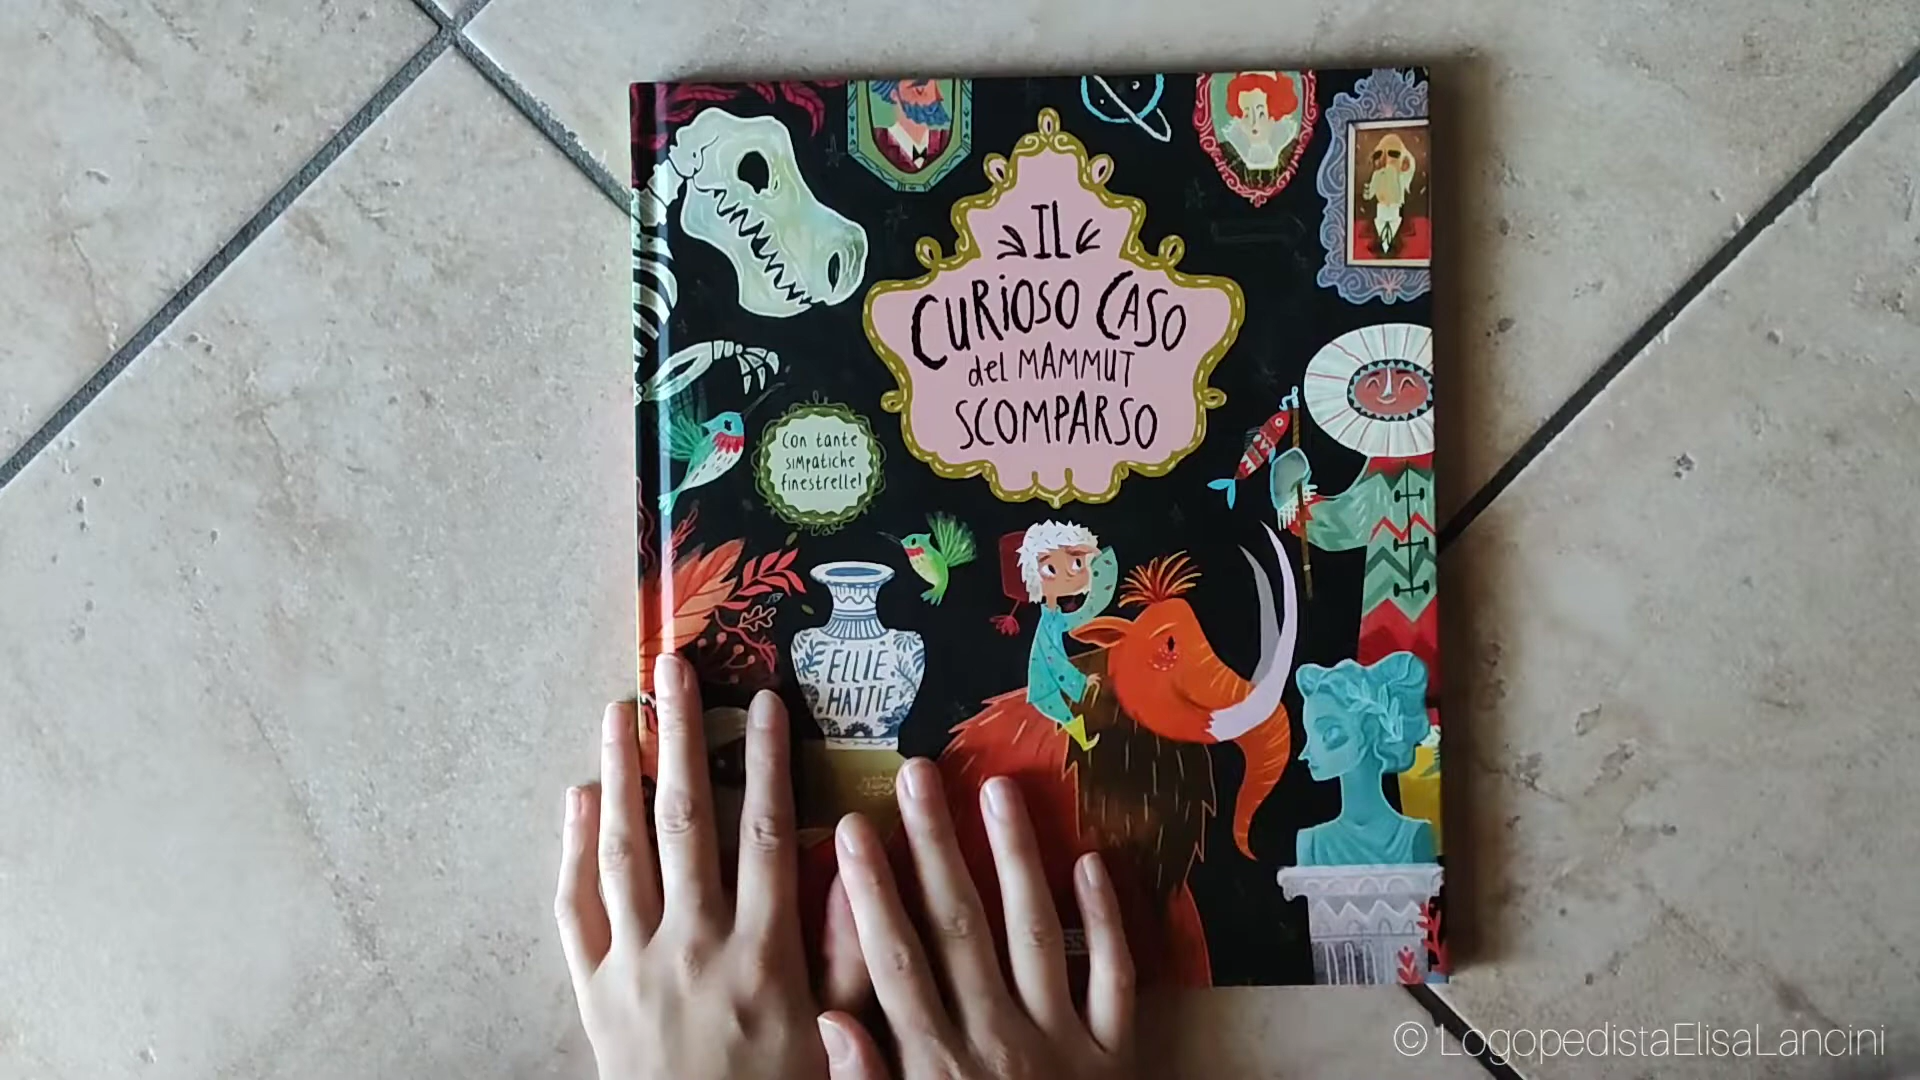 IL
CURIOSO CASO
del MAMMUT
SCOMPARSO
Con tante
simpatiche
finestrelle!
ELLIE
HATTIE
© LogopedistaElisaLancini